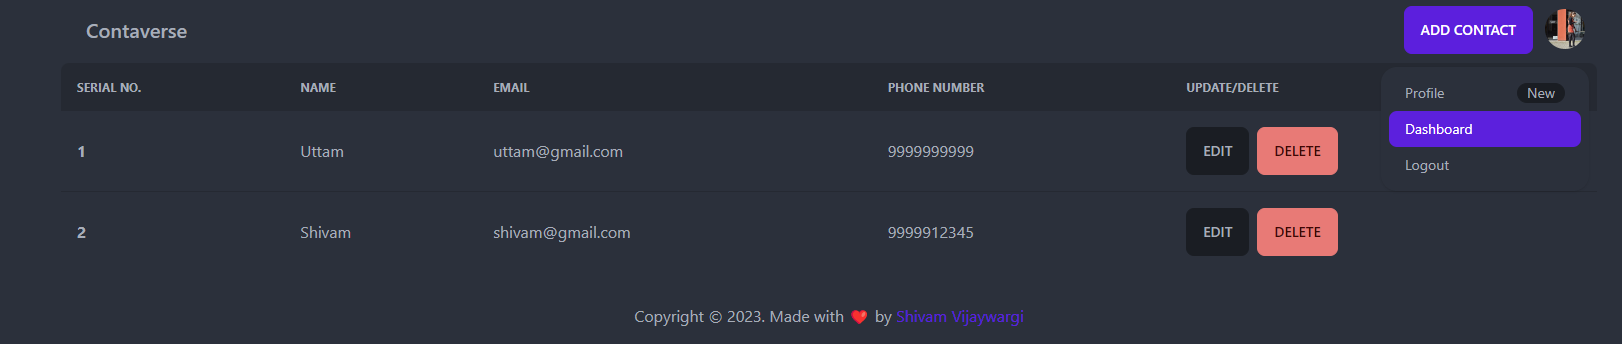 Contaverse ADD CONTACT
SERIAL NO. NAME EMAIL PHONE NUMBER UPDATE/DELETE
Profile New
Dashboard
Logout
1 Uttam uttam@gmail.com 9999999999 EDIT DELETE
2 Shivam shivam@gmail.com 9999912345 EDIT DELETE
Copyright © 2023. Made with ❤️ by Shivam Vijaywargi